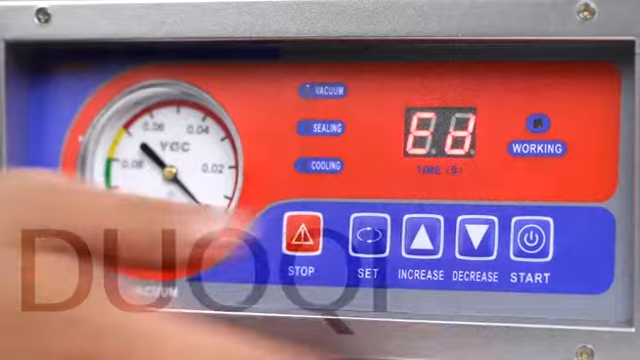 VACUUM
SEALING
COOLING
Ed
TIME (S)
WORKING
0.08
0.06
0.04
0.02
YGC
STOP
SET
INCREASE
DECREASE
START
VACUUM
DUOQI